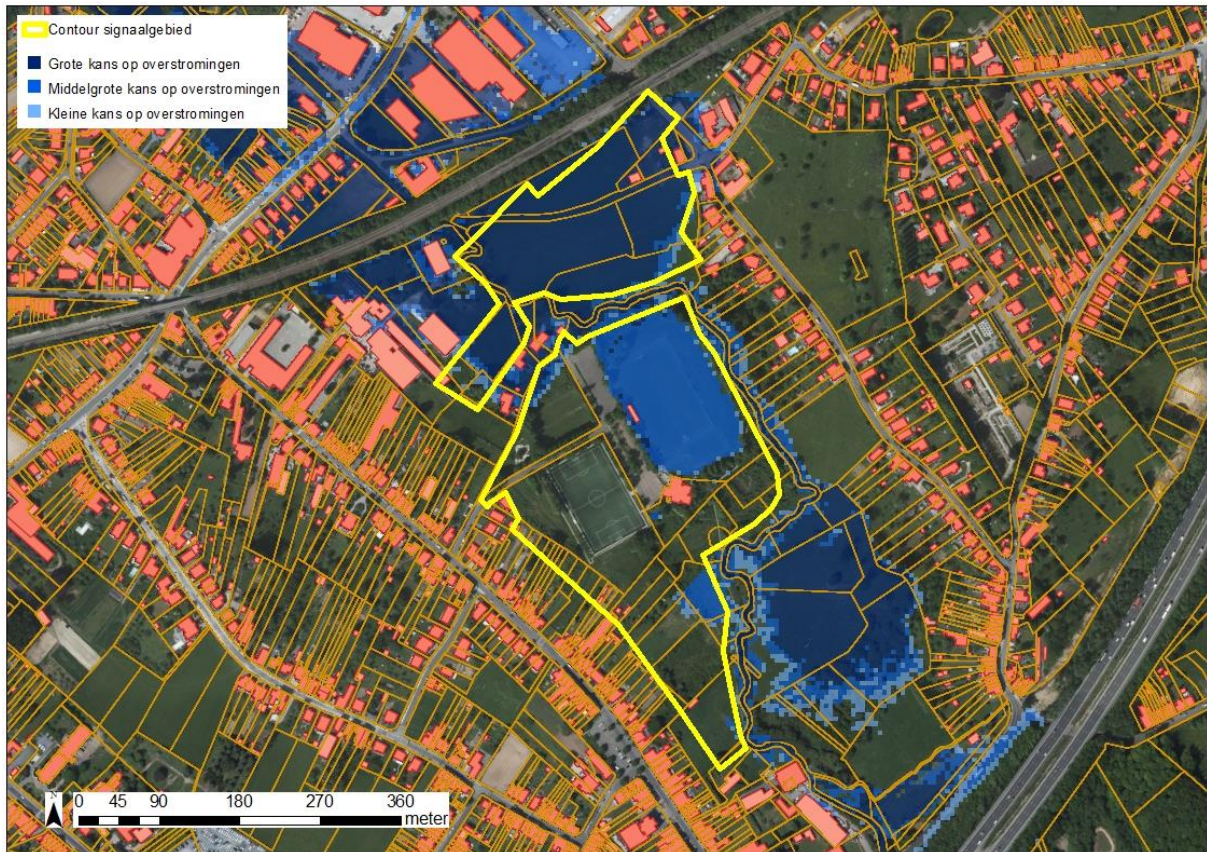 Contour signaalgebied
Grote kans op overstromingen
Middelgrote kans op overstromingen
Kleine kans op overstromingen
N
0 45 90 180 270 360
meter